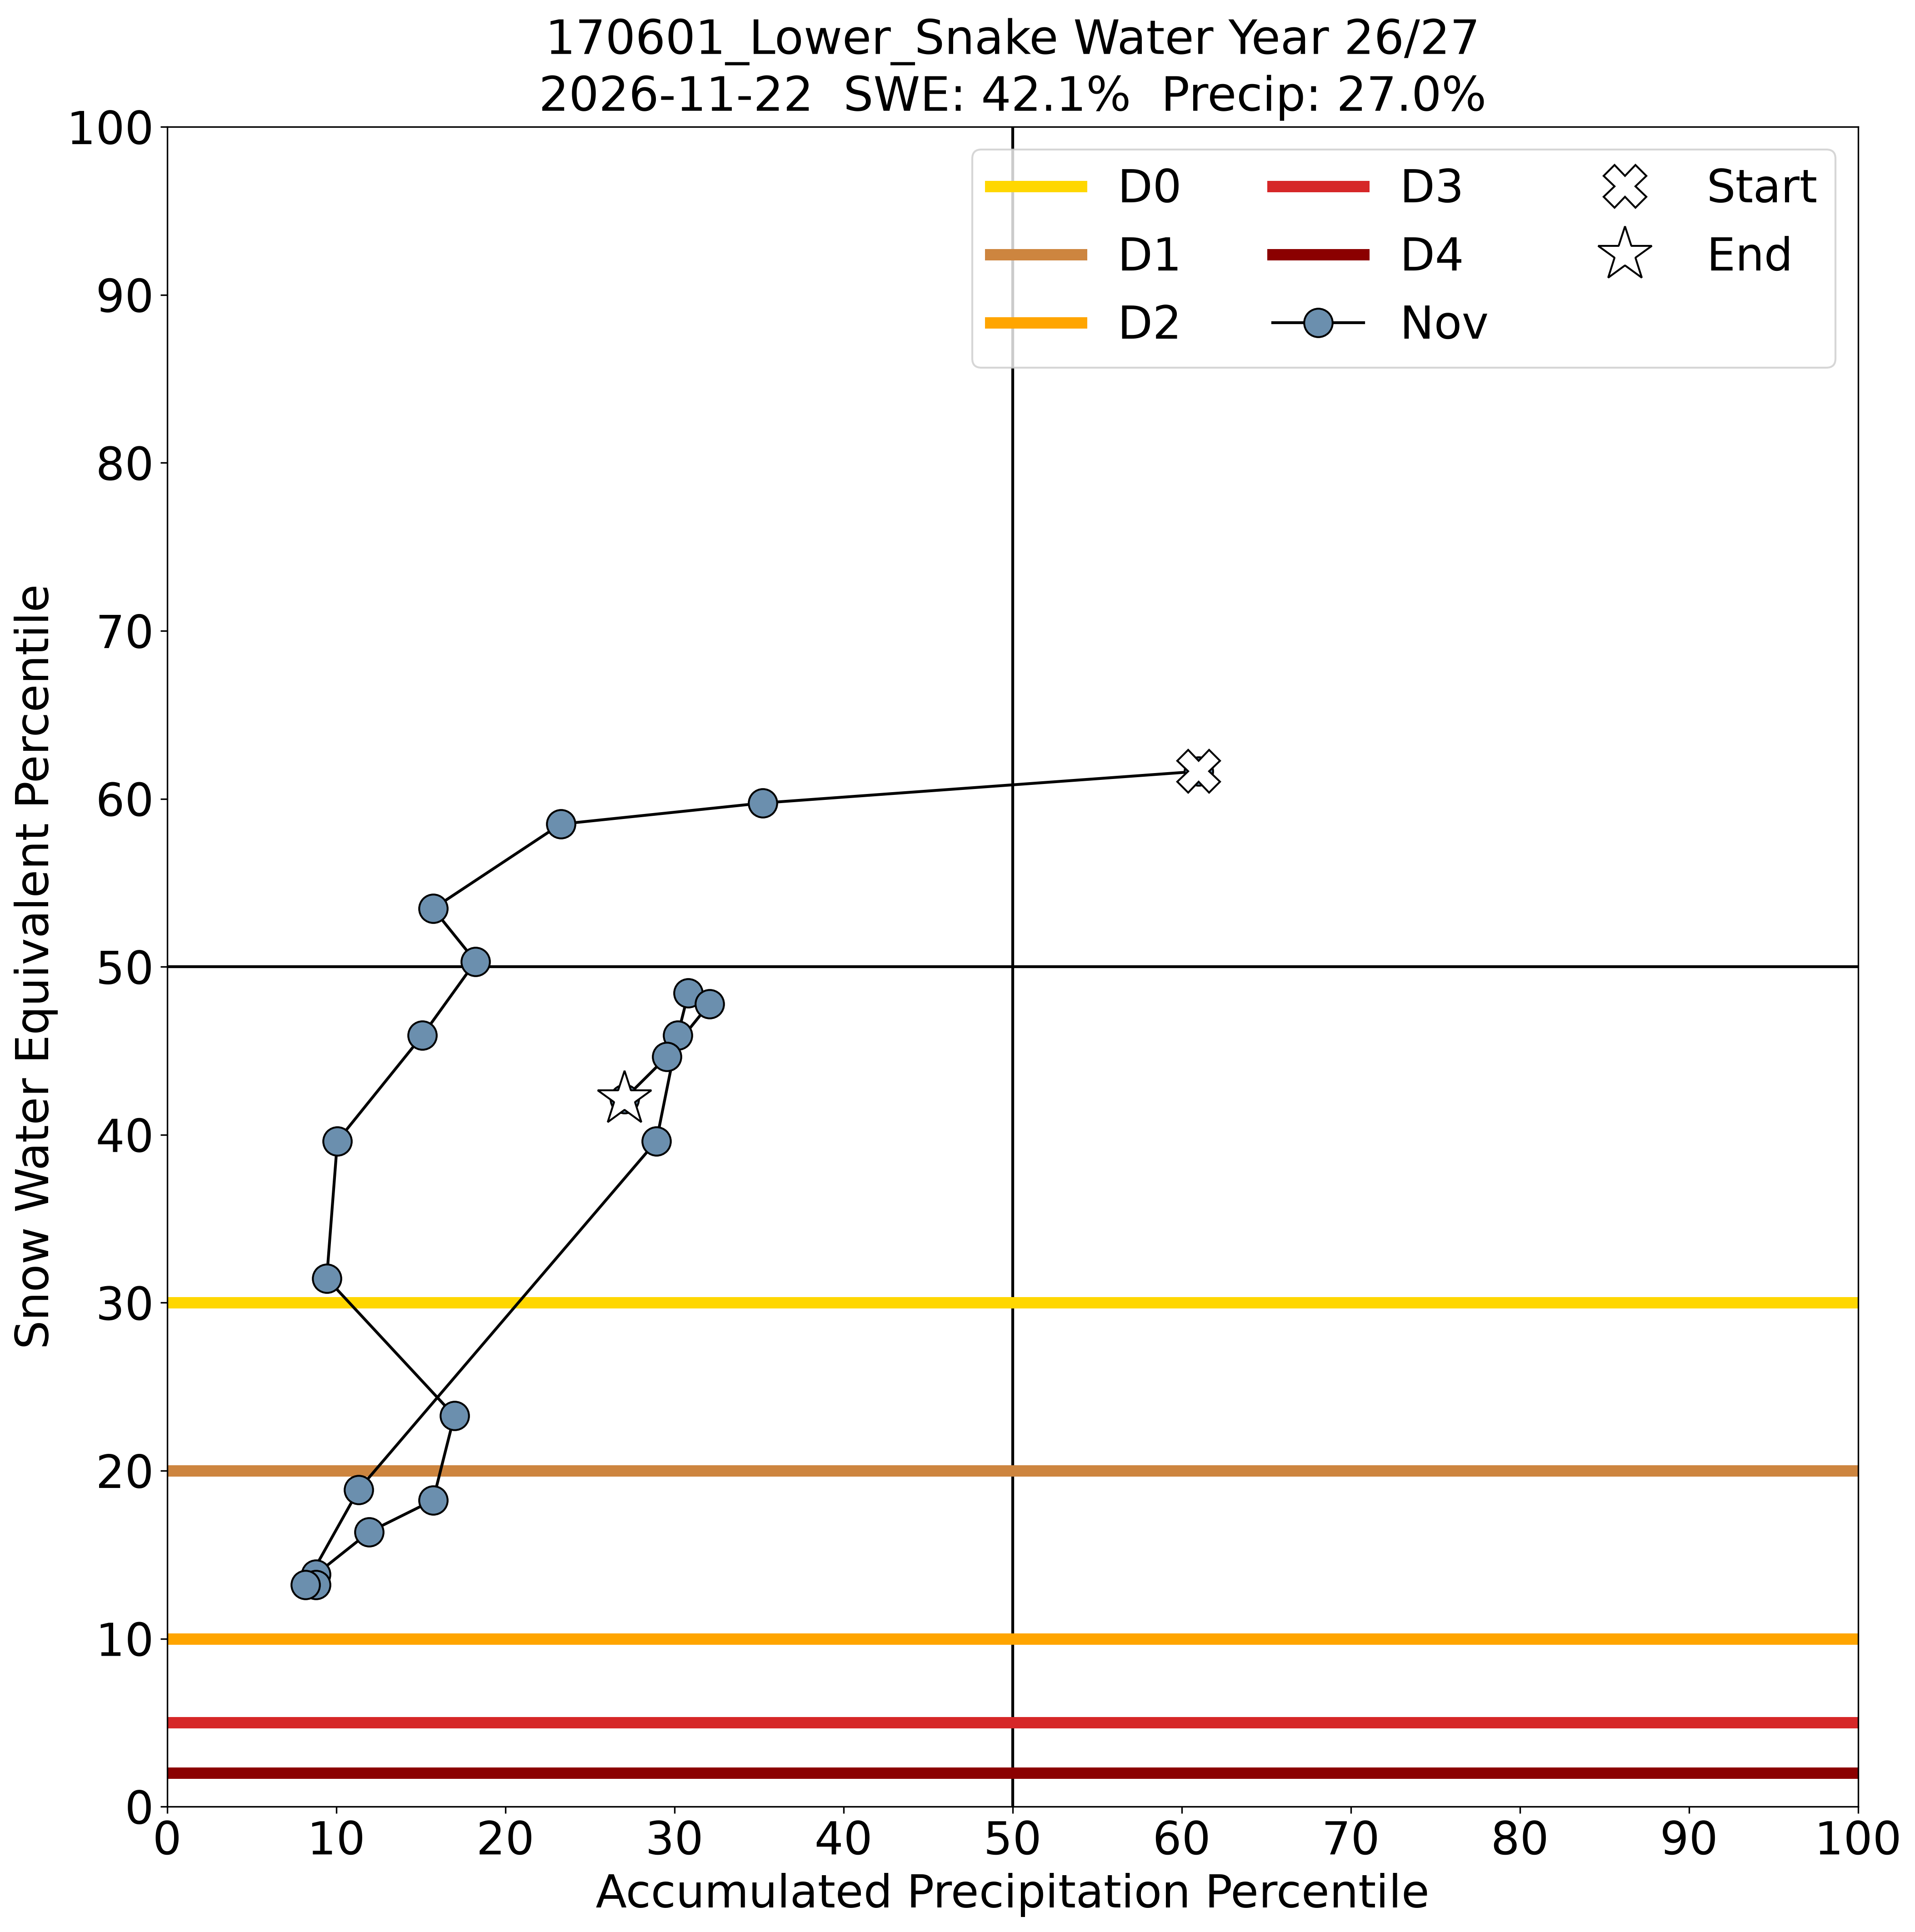 170601_Lower_Snake Water Year 26/27
2026-11-22  SWE: 42.1%  Precip: 27.0%
100
90
80
70
60
50
40
30
20
10
0
Snow Water Equivalent Percentile
D0
D1
D2
D3
D4
Nov
Start
End
0 10 20 30 40 50 60 70 80 90 100
Accumulated Precipitation Percentile